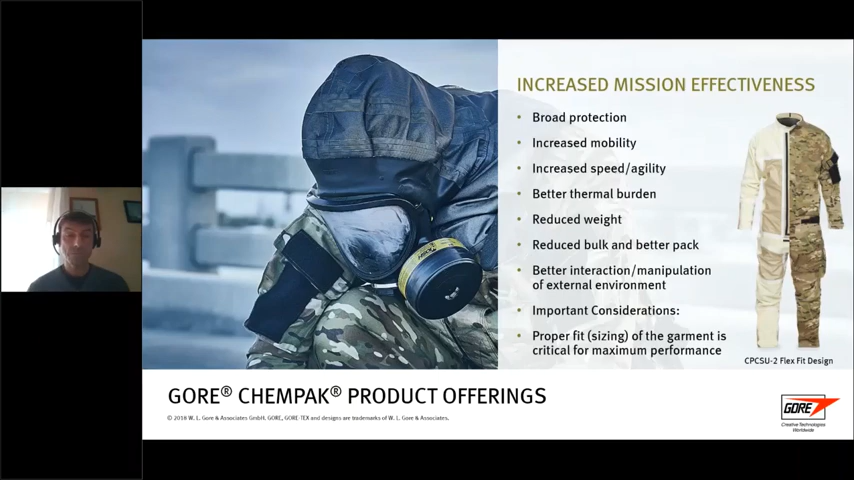 INCREASED MISSION EFFECTIVENESS
• Broad protection
• Increased mobility
• Increased speed/agility
• Better thermal burden
• Reduced weight
• Reduced bulk and better pack
• Better interaction/manipulation
of external environment
• Important Considerations:
• Proper fit (sizing) of the garment is
critical for maximum performance
CPCSU-2 Flex Fit Design
GORE® CHEMPAK® PRODUCT OFFERINGS
© 2018 W. L. Gore & Associates GmbH. GORE, GORE-TEX and designs are trademarks of W. L. Gore & Associates.
GORE
Creative Technologies
Worldwide